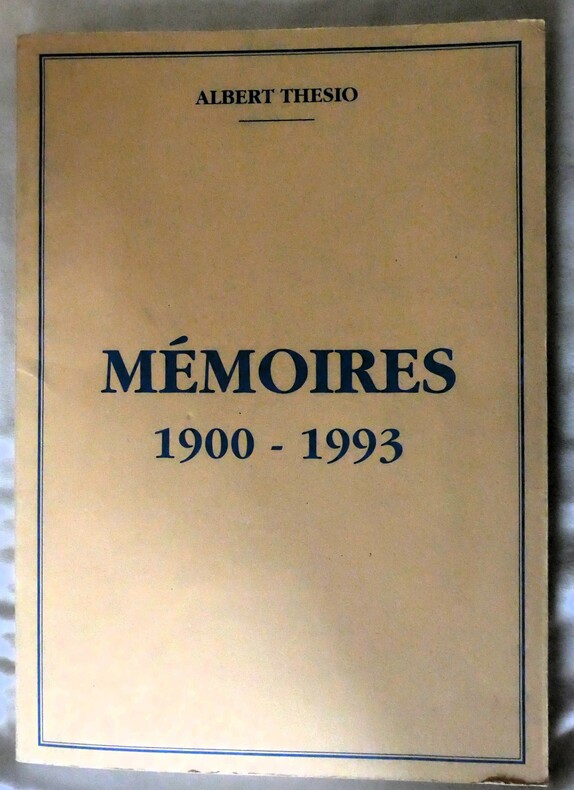 ALBERT THESIO
MÉMOIRES
1900 - 1993